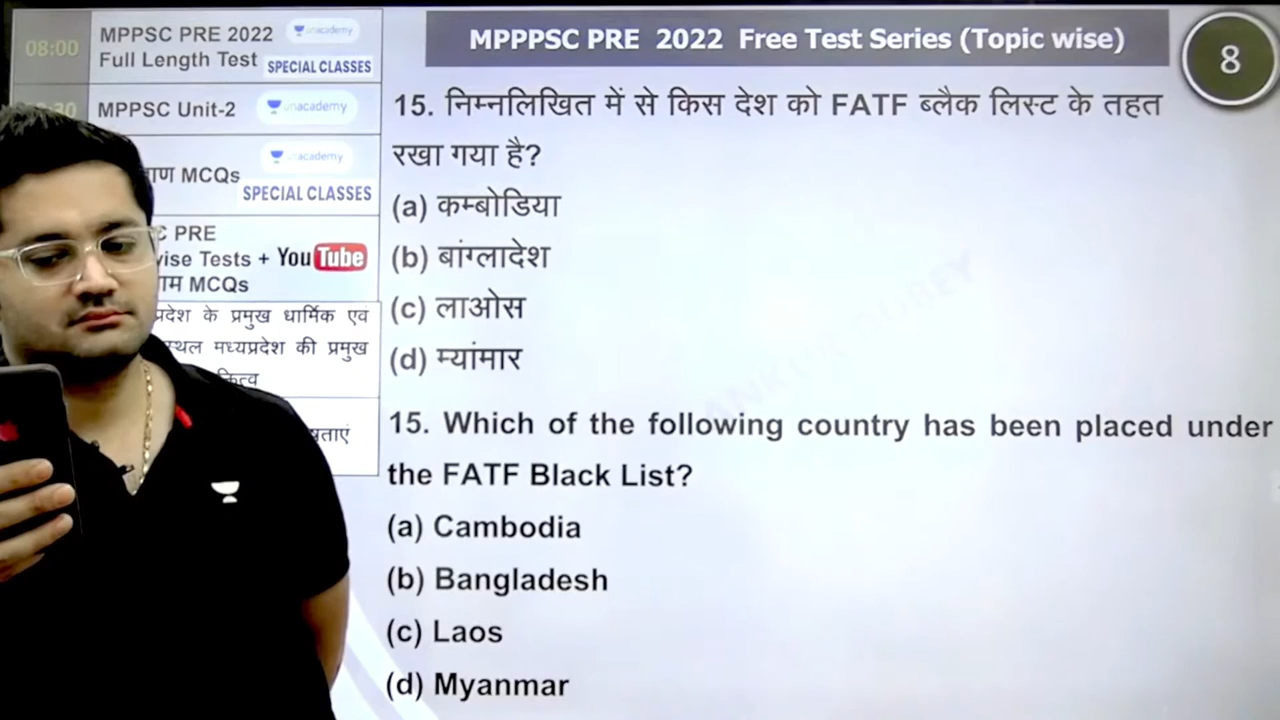 08:00
MPPSC PRE 2022
Full Length Test
unacademy
SPECIAL CLASSES
MPPSC Unit-2
unacademy
MCQs
SPECIAL CLASSES
PRE
Tests + You Tube
MCQs
प्रदेश के प्रमुख धार्मिक एवं
मध्यप्रदेश की प्रमुख
MPPPSC PRE 2022 Free Test Series (Topic wise)
8
15. निम्नलिखित में से किस देश को FATF ब्लैक लिस्ट के तहत
रखा गया है?
(a) कम्बोडिया
(b) बांग्लादेश
(c) लाओस
(d) म्यांमार
15. Which of the following country has been placed under
the FATF Black List?
(a) Cambodia
(b) Bangladesh
(c) Laos
(d) Myanmar